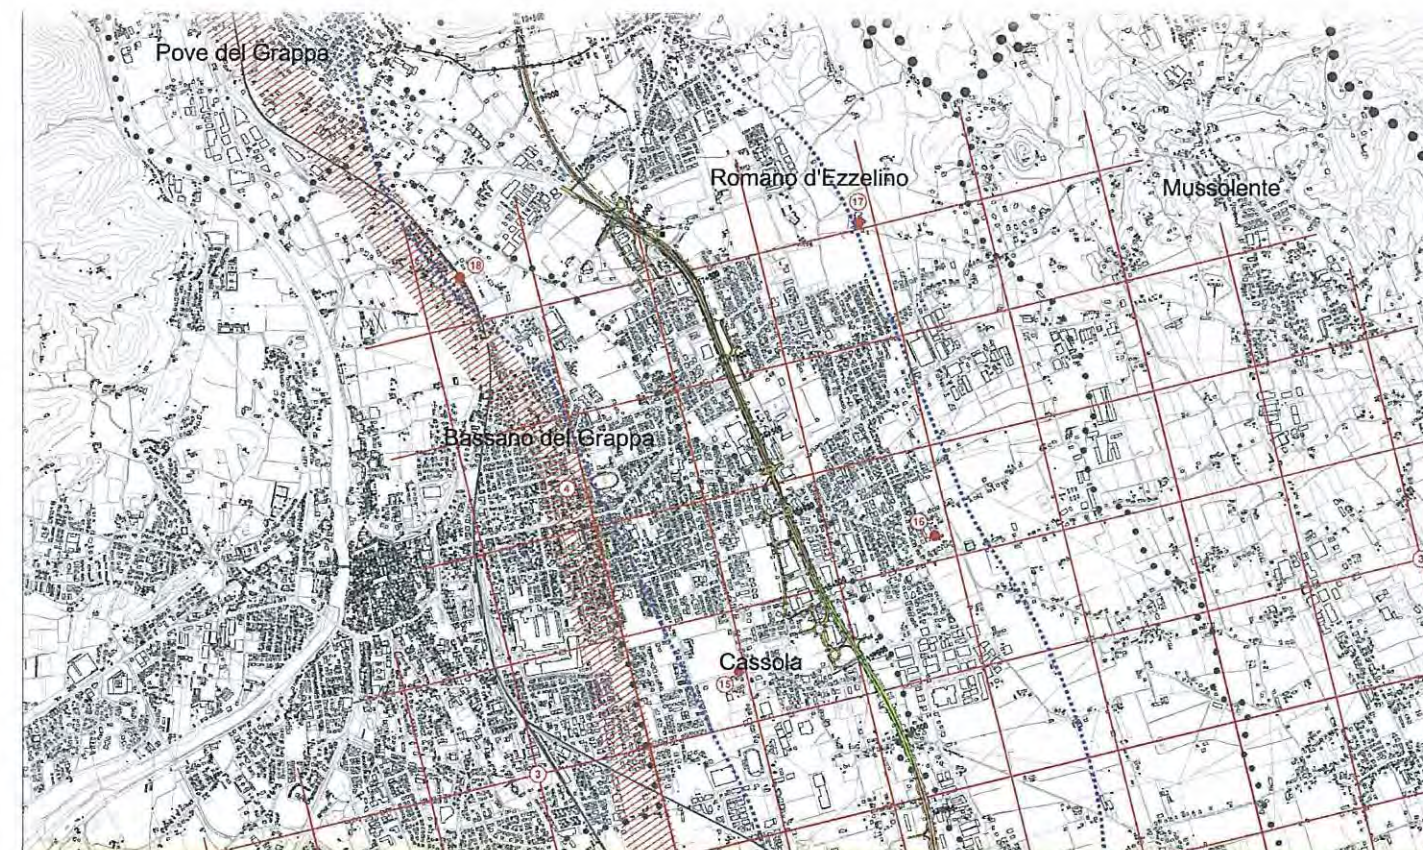 Pove del Grappa
Romano d'Ezzelino
Mussolente
17
18
Bassano del Grappa
4
16
Cassola
15
3